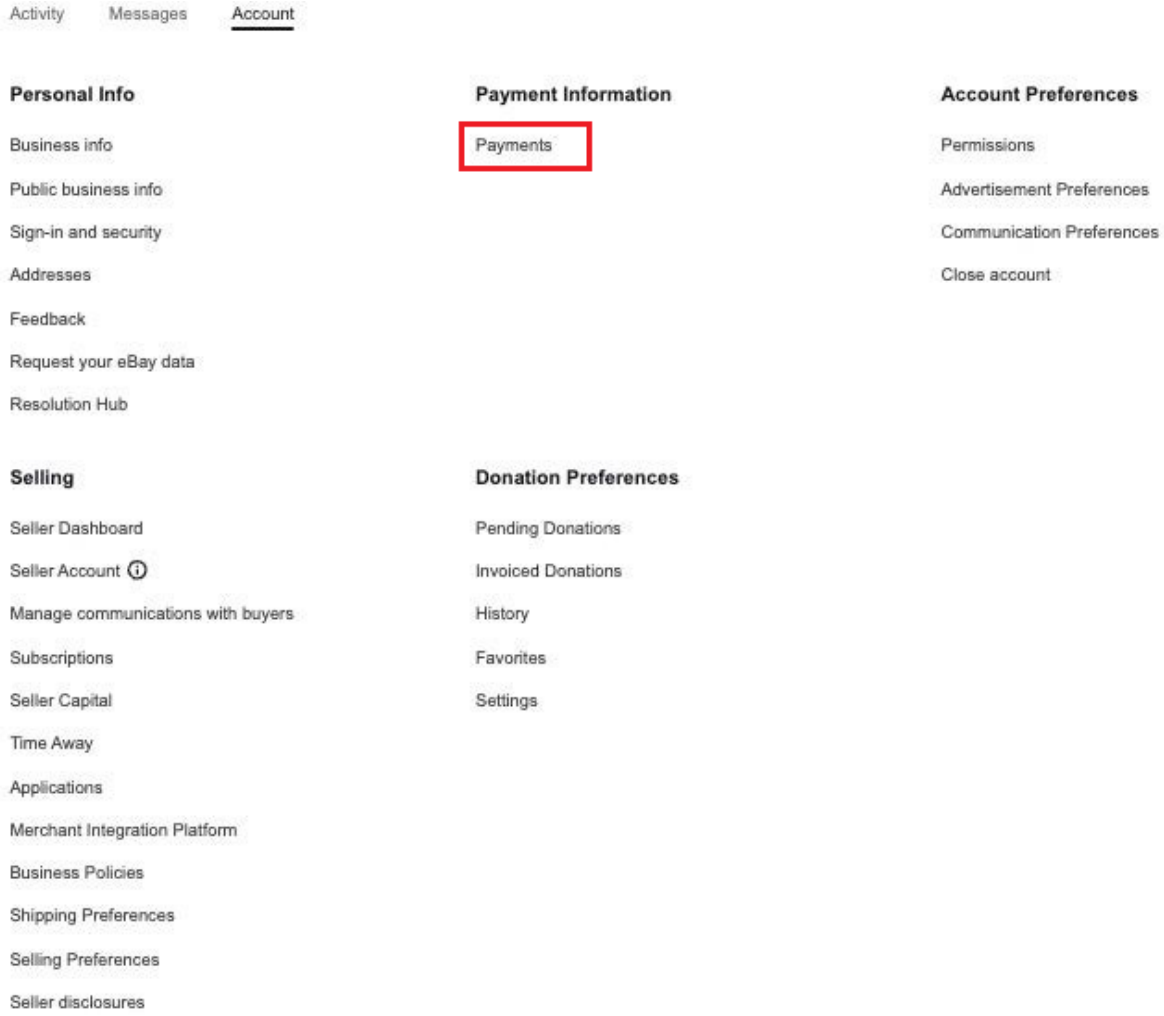 Activity Messages Account
Personal Info
Business info
Public business info
Sign-in and security
Addresses
Feedback
Request your eBay data
Resolution Hub
Payment Information
Payments
Account Preferences
Permissions
Advertisement Preferences
Communication Preferences
Close account
Selling
Seller Dashboard
Seller Account
Manage communications with buyers
Subscriptions
Seller Capital
Time Away
Applications
Merchant Integration Platform
Business Policies
Shipping Preferences
Selling Preferences
Seller disclosures
Donation Preferences
Pending Donations
Invoiced Donations
History
Favorites
Settings